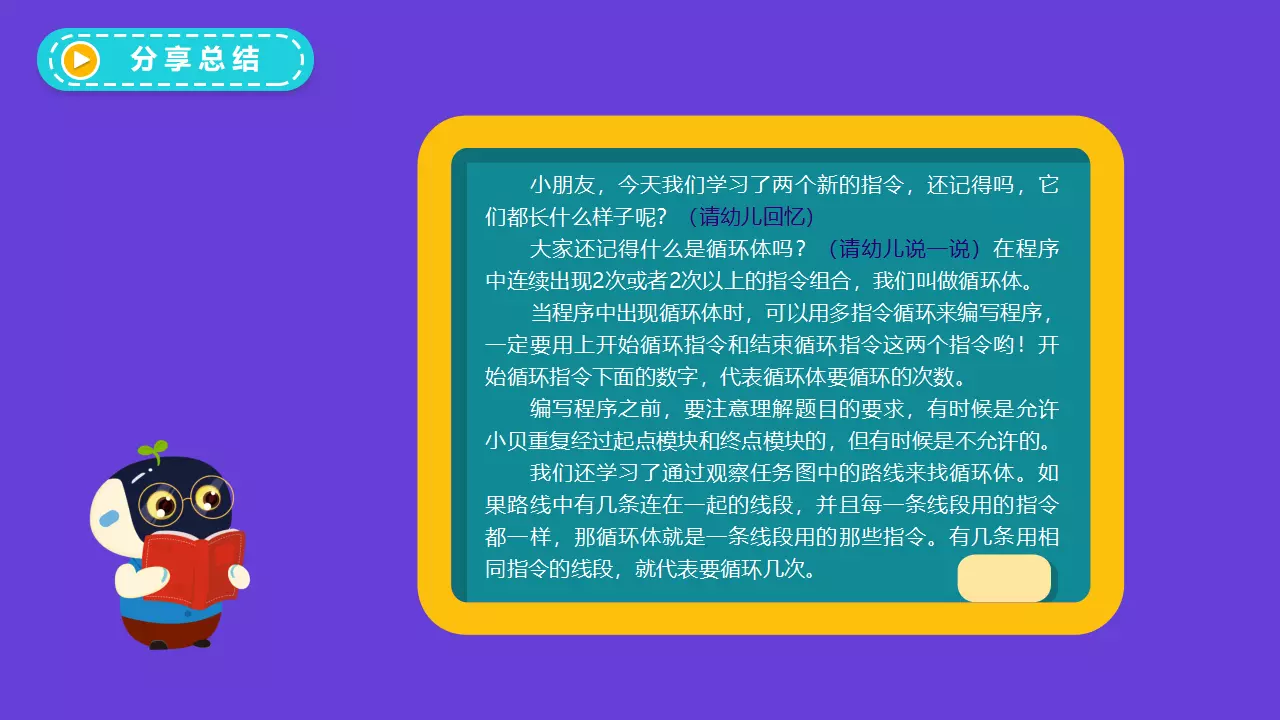 分享总结
小朋友，今天我们学习了两个新的指令，还记得吗，它
们都长什么样子呢？（请幼儿回忆）
大家还记得什么是循环体吗？（请幼儿说一说）在程序
中连续出现2次或者2次以上的指令组合，我们叫做循环体。
当程序中出现循环体时，可以用多指令循环来编写程序，
一定要用上开始循环指令和结束循环指令这两个指令哟！开
始循环指令下面的数字，代表循环体要循环的次数。
编写程序之前，要注意理解题目的要求，有时候是允许
小贝重复经过起点模块和终点模块的，但有时候是不允许的。
我们还学习了通过观察任务图中的路线来找循环体。如
果路线中有几条连在一起的线段，并且每一条线段用的指令
都一样，那循环体就是一条线段用的那些指令。有几条用相
同指令的线段，就代表要循环几次。